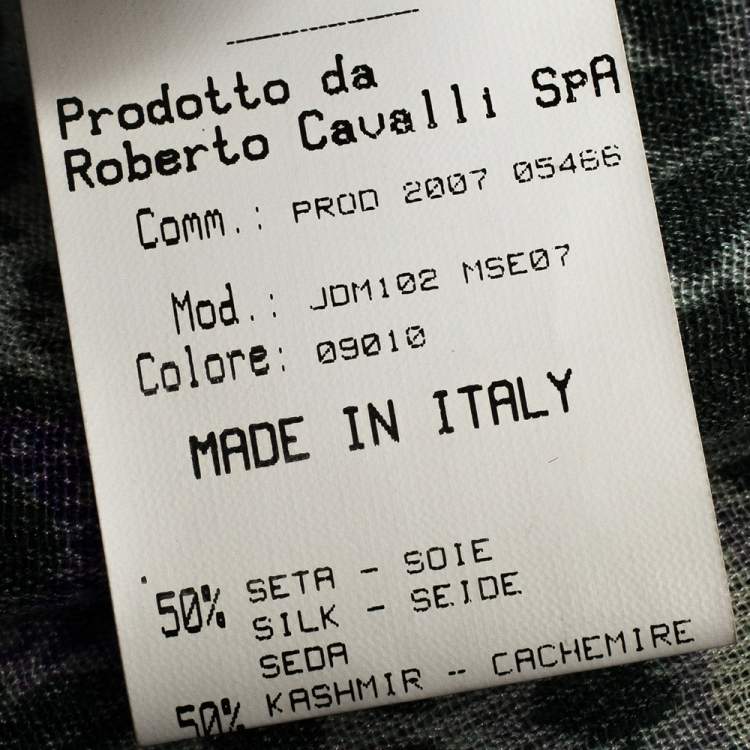 Prodotto da
Roberto Cavalli SpA
Comm.: PROD 2007 05466
Mod.: JDM102 MSE07
Colore: 09010
MADE IN ITALY
50% SETA - SOIE
SILK - SEIDE
SEDA
50% KASHMIR -- CACHEMIRE